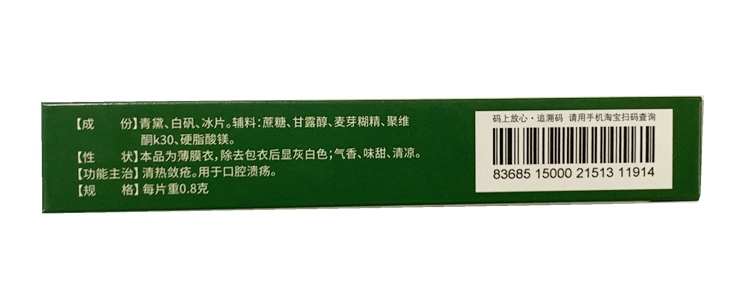 【成　份】青黛、白矾、冰片。辅料：蔗糖、甘露醇、麦芽糊精、聚维
酮k30、硬脂酸镁。
【性　状】本品为薄膜衣，除去包衣后显灰白色；气香、味甜、清凉。
【功能主治】清热敛疮。用于口腔溃疡。
【规　格】每片重0.8克
码上放心·追溯码 请用手机淘宝扫码查询
83685 15000 21513 11914